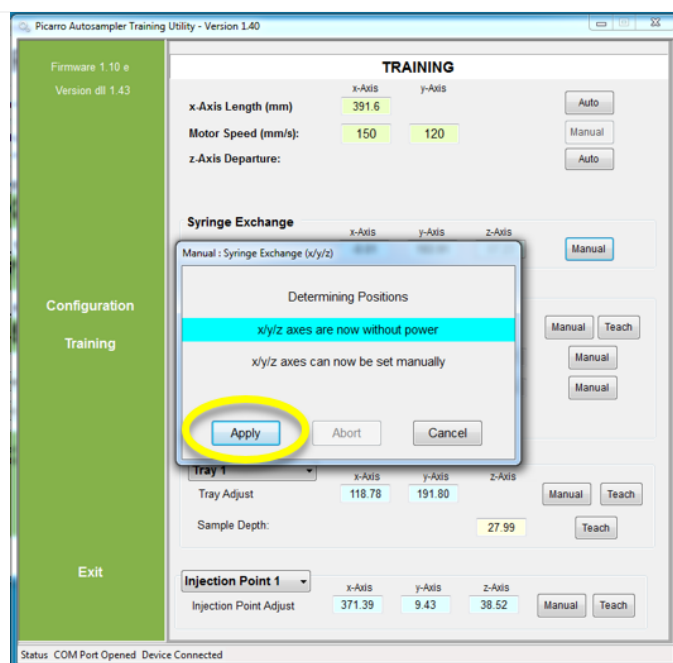 Picarro Autosampler Training Utility - Version 1.40
Firmware 1.10 e
Version dll 1.43
Configuration
Training
Exit
TRAINING
x-Axis y-Axis
x-Axis Length (mm) 391.6 Auto
Motor Speed (mm/s): 150 120 Manual
z-Axis Departure: Auto
Syringe Exchange
x-Axis y-Axis z-Axis
Manual
Manual : Syringe Exchange (x/y/z)
Determining Positions
x/y/z axes are now without power
x/y/z axes can now be set manually
Apply Abort Cancel
Manual Teach
Manual
Manual
Tray 1
x-Axis y-Axis z-Axis
Tray Adjust 118.78 191.80 Manual Teach
Sample Depth: 27.99 Teach
Injection Point 1
x-Axis y-Axis z-Axis
Injection Point Adjust 371.39 9.43 38.52 Manual Teach
Status COM Port Opened Device Connected